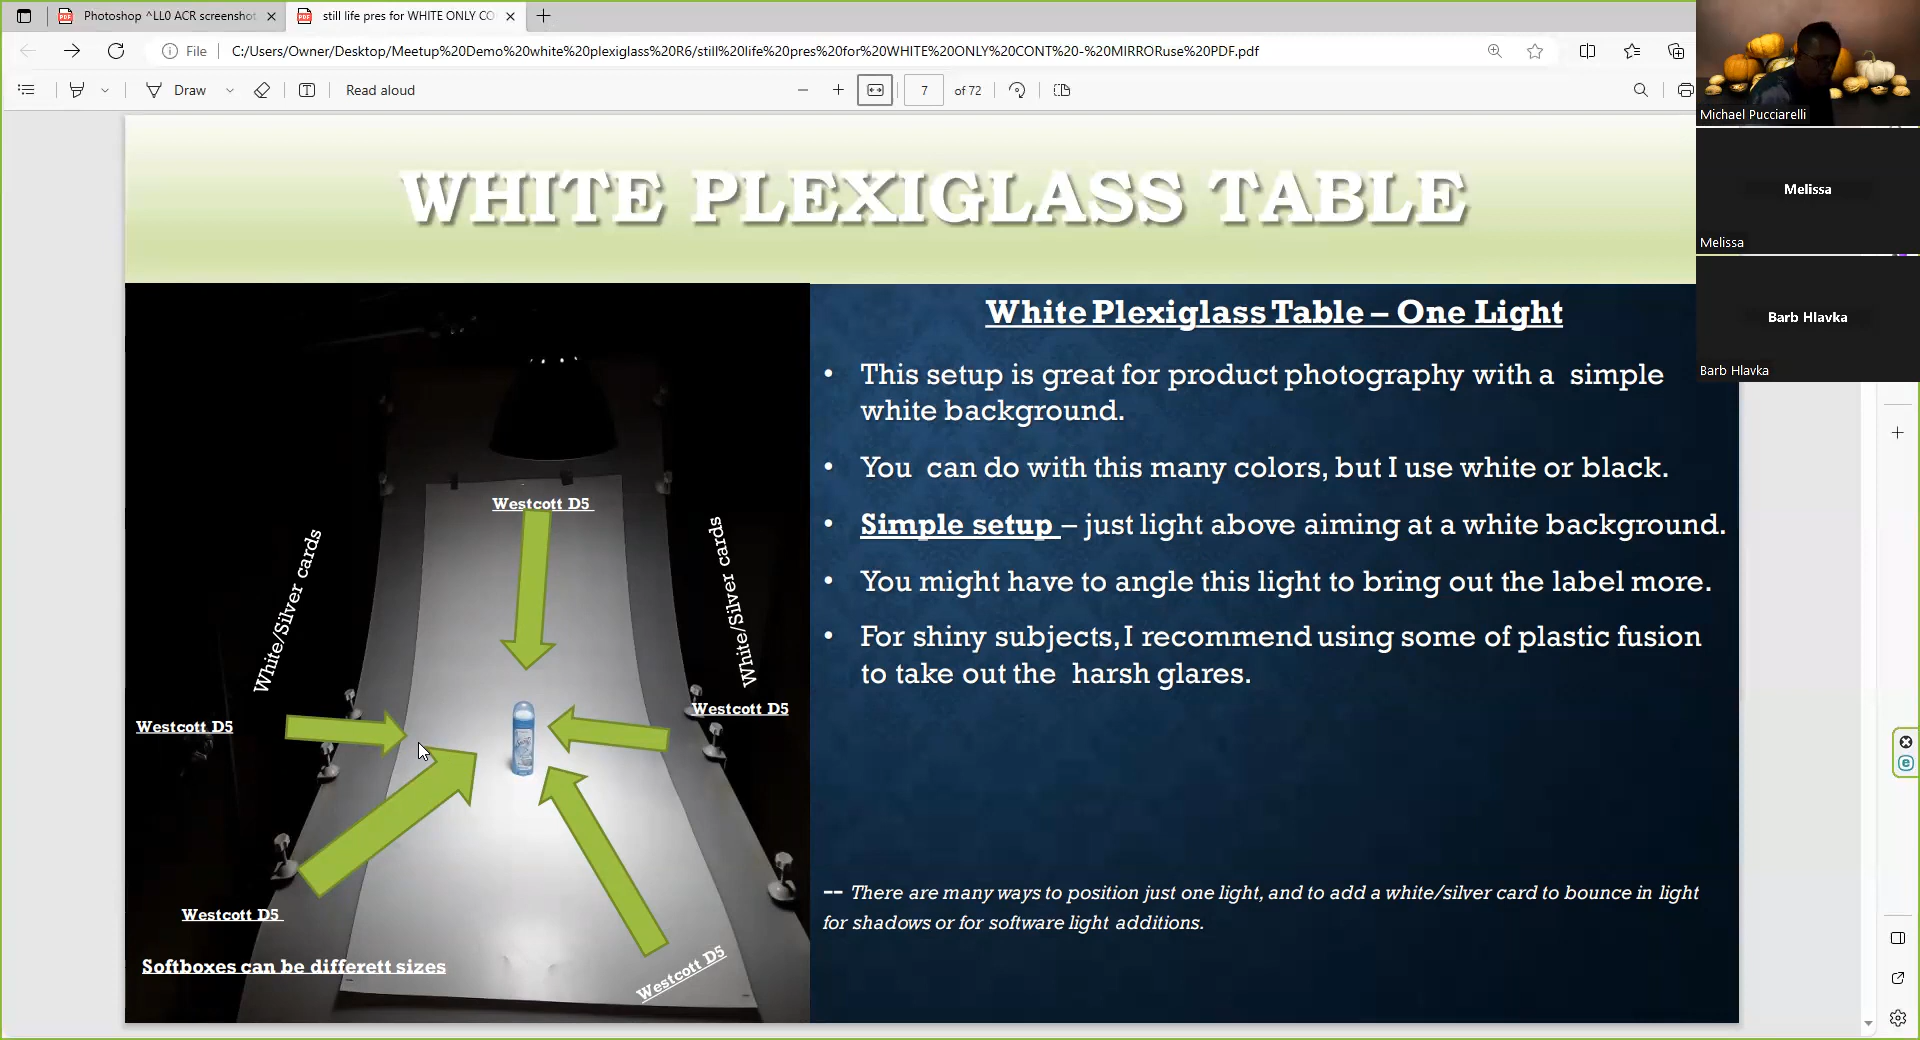 Photoshop ^LL0 ACR screenshot
still life pres for WHITE ONLY CO
File
C:/Users/Owner/Desktop/Meetup%20Demo%20white%20plexiglass%20R6/still%20life%20pres%20for%20WHITE%20ONLY%20CONT%20-%20MIRRORuse%20PDF.pdf
Draw
Read aloud
7
of 72
Michael Pucciarelli
Melissa
Melissa
Barb Hlavka
Barb Hlavka
WHITE PLEXIGLASS TABLE
Westcott D5
White/Silver cards
White/Silver cards
Westcott D5
Westcott D5
Westcott D5
Westcott D5
Softboxes can be differett sizes
White Plexiglass Table – One Light
• This setup is great for product photography with a simple
white background.
• You can do with this many colors, but I use white or black.
• Simple setup – just light above aiming at a white background.
• You might have to angle this light to bring out the label more.
• For shiny subjects, I recommend using some of plastic fusion
to take out the harsh glares.
-- There are many ways to position just one light, and to add a white/silver card to bounce in light
for shadows or for software light additions.